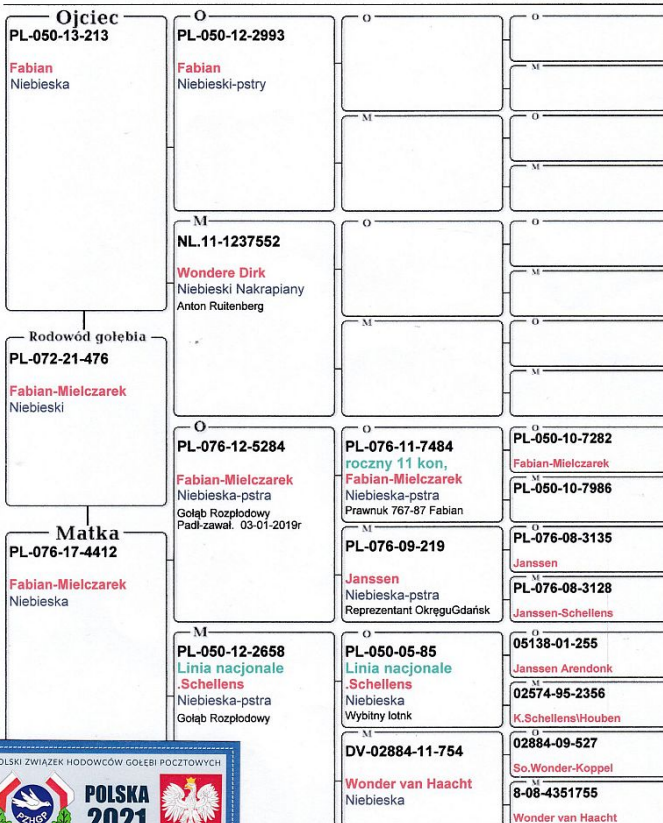 Ojciec
PL-050-13-213
Fabian
Niebieska
O
PL-050-12-2993
Fabian
Niebieski-pstry
O
M
O
M
O
M
M
NL.11-1237552
Wondere Dirk
Niebieski Nakrapiany
Anton Ruitenberg
O
M
O
M
O
M
Rodowód gołębia
PL-072-21-476
Fabian-Mielczarek
Niebieski
Matka
PL-076-17-4412
Fabian-Mielczarek
Niebieska
O
PL-076-12-5284
Fabian-Mielczarek
Niebieska-pstra
Gołąb Rozpłodowy
Padł-zawał. 03-01-2019r
O
PL-076-11-7484
roczny 11 kon,
Fabian-Mielczarek
Niebieska-pstra
Prawnuk 767-87 Fabian
O
PL-050-10-7282
Fabian-Mielczarek
M
PL-050-10-7986
M
PL-076-09-219
Janssen
Niebieska-pstra
Reprezentant OkręguGdańsk
O
PL-076-08-3135
Janssen
M
PL-076-08-3128
Janssen-Schellens
M
PL-050-12-2658
Linia nacjonale
.Schellens
Niebieska-pstra
Gołąb Rozpłodowy
O
PL-050-05-85
Linia nacjonale
.Schellens
Niebieska
Wybitny lotnk
O
05138-01-255
Janssen Arendonk
M
02574-95-2356
K.Schellens\Houben
M
DV-02884-11-754
Wonder van Haacht
Niebieska
O
02884-09-527
So.Wonder-Koppel
M
8-08-4351755
Wonder van Haacht
POLSKI ZWIĄZEK HODOWCÓW GOŁĘBI POCZTOWYCH
PZHGP
POLSKA
2021